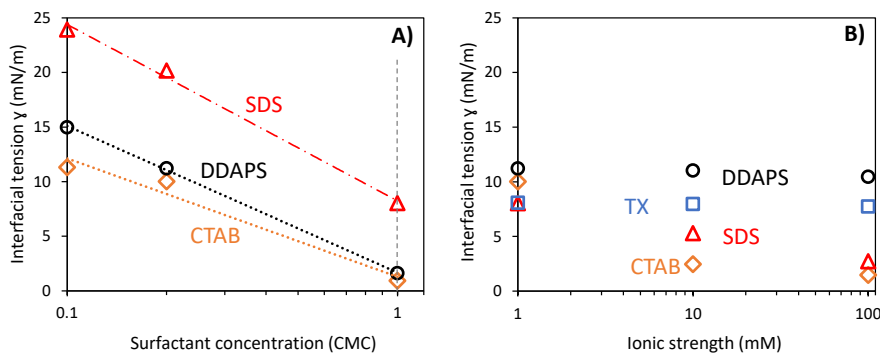 A)
Interfacial tension γ (mN/m)
25
20
15
10
5
0
SDS
DDAPS
CTAB
0.1
1
Surfactant concentration (CMC)
B)
Interfacial tension γ (mN/m)
25
20
15
10
5
0
DDAPS
TX
SDS
CTAB
1
10
100
Ionic strength (mM)